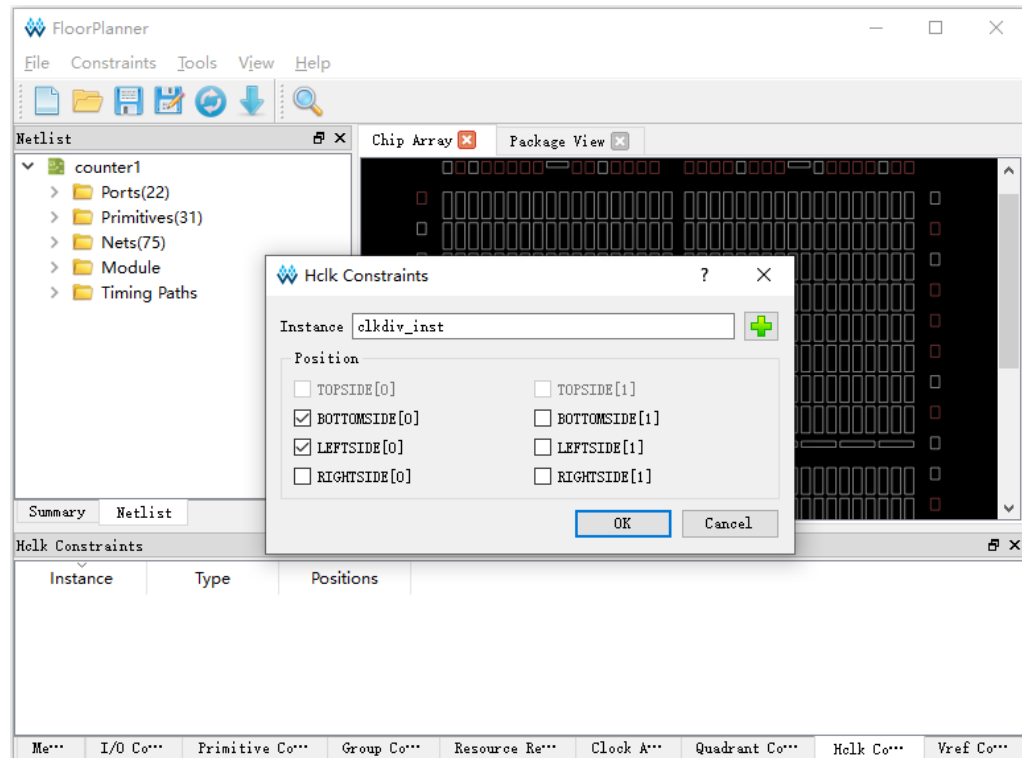 FloorPlanner
File Constraints Tools View Help
Netlist
Chip Array Package View
counter1
Ports(22)
Primitives(31)
Nets(75)
Module
Timing Paths
Hclk Constraints ?
Instance clkdiv_inst
Position
TOPSIDE[0] TOPSIDE[1]
BOTTOMSIDE[0] BOTTOMSIDE[1]
LEFTSIDE[0] LEFTSIDE[1]
RIGHTSIDE[0] RIGHTSIDE[1]
OK Cancel
Summary Netlist
Hclk Constraints
Instance Type Positions
Me··· I/O Co··· Primitive Co··· Group Co··· Resource Re··· Clock A··· Quadrant Co··· Hclk Co··· Vref Co···